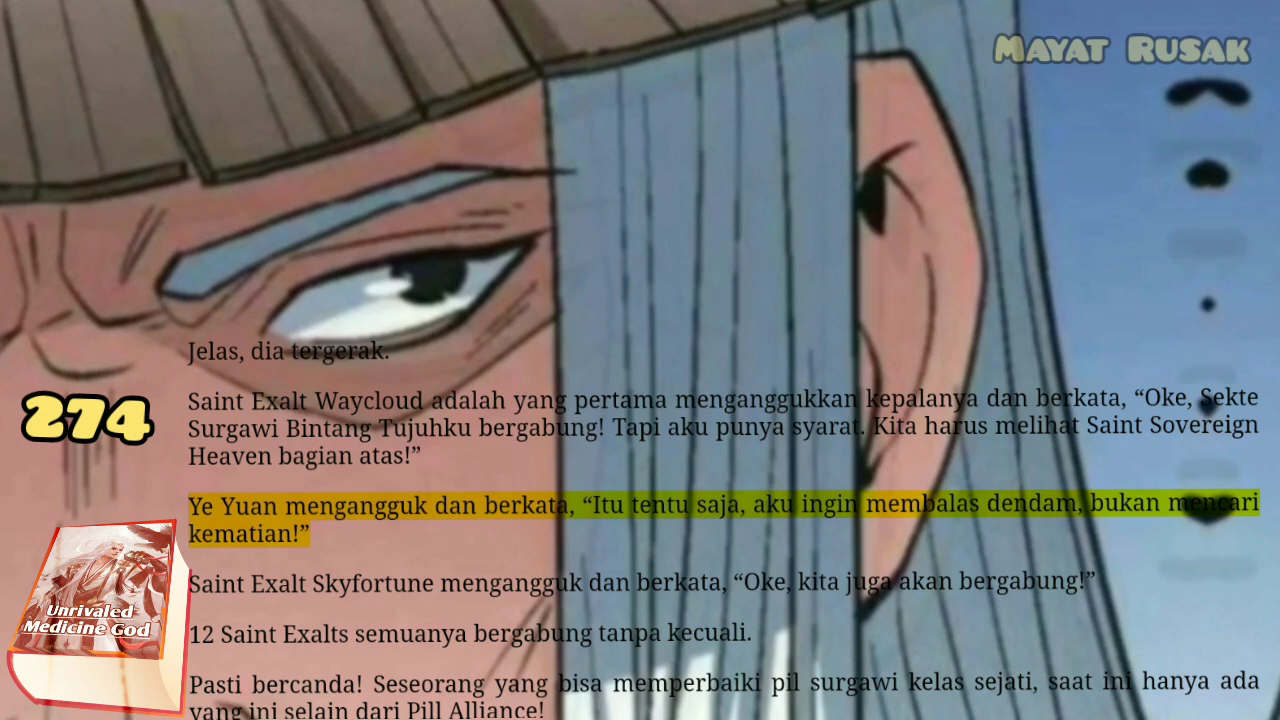 Mayat Rusak
Jelas, dia tergerak.
274
Saint Exalt Waycloud adalah yang pertama menganggukkan kepalanya dan berkata, “Oke, Sekte
Surgawi Bintang Tujuhku bergabung! Tapi aku punya syarat. Kita harus melihat Saint Sovereign
Heaven bagian atas!”
Ye Yuan mengangguk dan berkata, “Itu tentu saja, aku ingin membalas dendam, bukan mencari
kematian!”
Saint Exalt Skyfortune mengangguk dan berkata, “Oke, kita juga akan bergabung!”
Unrivaled
Medicine God
12 Saint Exalts semuanya bergabung tanpa kecuali.
Pasti bercanda! Seseorang yang bisa memperbaiki pil surgawi kelas sejati, saat ini hanya ada
yang ini selain dari Pill Alliance!